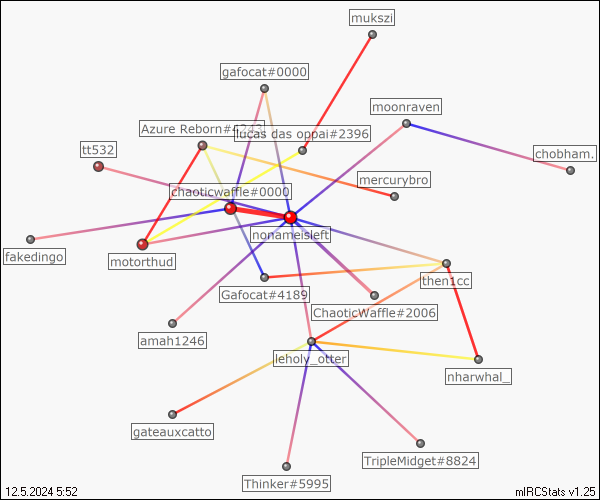 mukszi
gafocat#0000
moonraven
Azure Reborn#4243
lucas das oppai#2396
tt532
chobham.
mercurybro
chaoticwaffle#0000
nonameisleft
fakedingo
motorthud
then1cc
Gafocat#4189
ChaoticWaffle#2006
amah1246
leholy_otter
nharwhal_
gateauxcatto
TripleMidget#8824
Thinker#5995
12.5.2024 5:52
mIRCStats v1.25